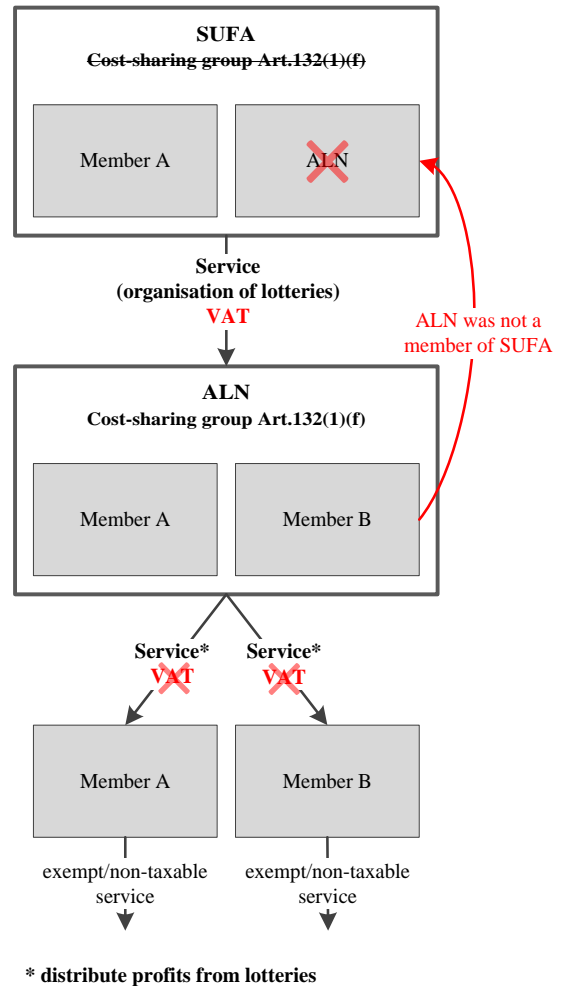 SUFA
Cost-sharing group Art.132(1)(f)
Member A
ALN
Service
(organisation of lotteries)
VAT
ALN was not a
member of SUFA
ALN
Cost-sharing group Art.132(1)(f)
Member A
Member B
Service*
VAT
Service*
VAT
Member A
Member B
exempt/non-taxable
service
exempt/non-taxable
service
* distribute profits from lotteries